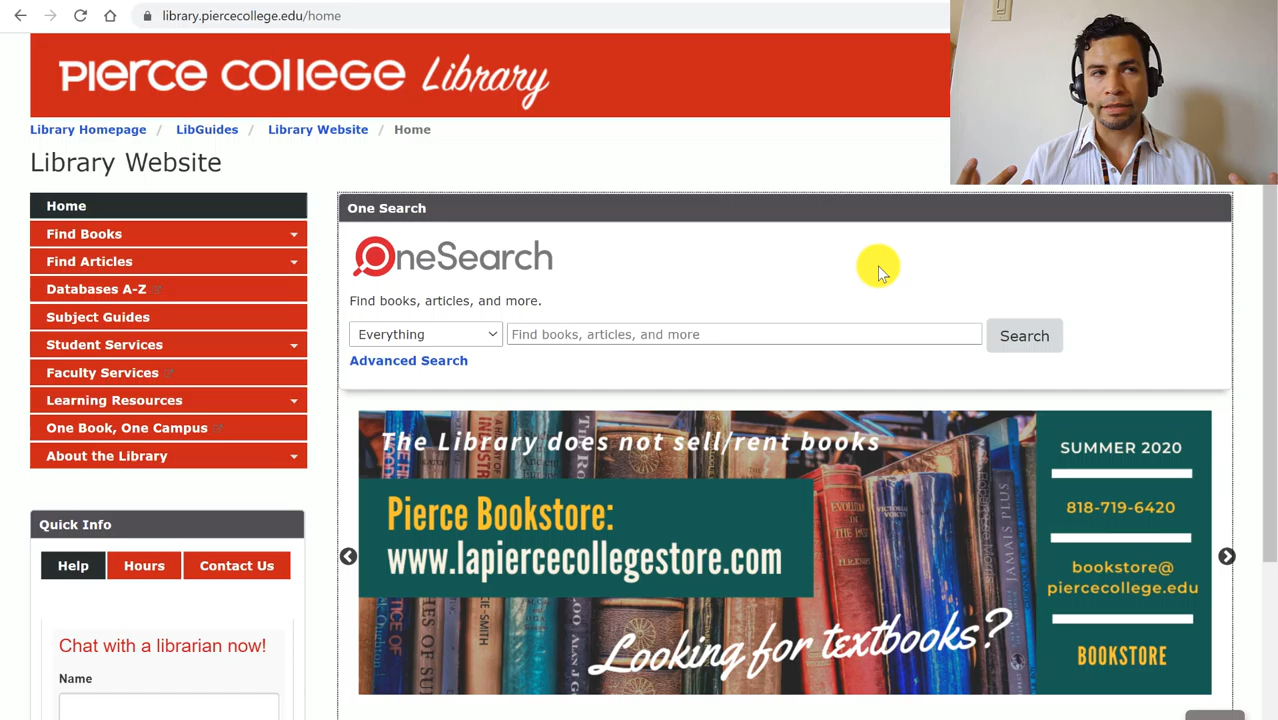 library.piercecollege.edu/home
PIERCE COLLEGE Library
Library Homepage / LibGuides / Library Website / Home
Library Website
Home
Find Books
Find Articles
Databases A-Z
Subject Guides
Student Services
Faculty Services
Learning Resources
One Book, One Campus
About the Library
Quick Info
Help Hours Contact Us
Chat with a librarian now!
Name
One Search
OneSearch
Find books, articles, and more.
Everything Find books, articles, and more Search
Advanced Search
The Library does not sell/rent books
Pierce Bookstore:
www.lapiercecollegestore.com
Looking for textbooks?
SUMMER 2020
818-719-6420
bookstore@
piercecollege.edu
BOOKSTORE